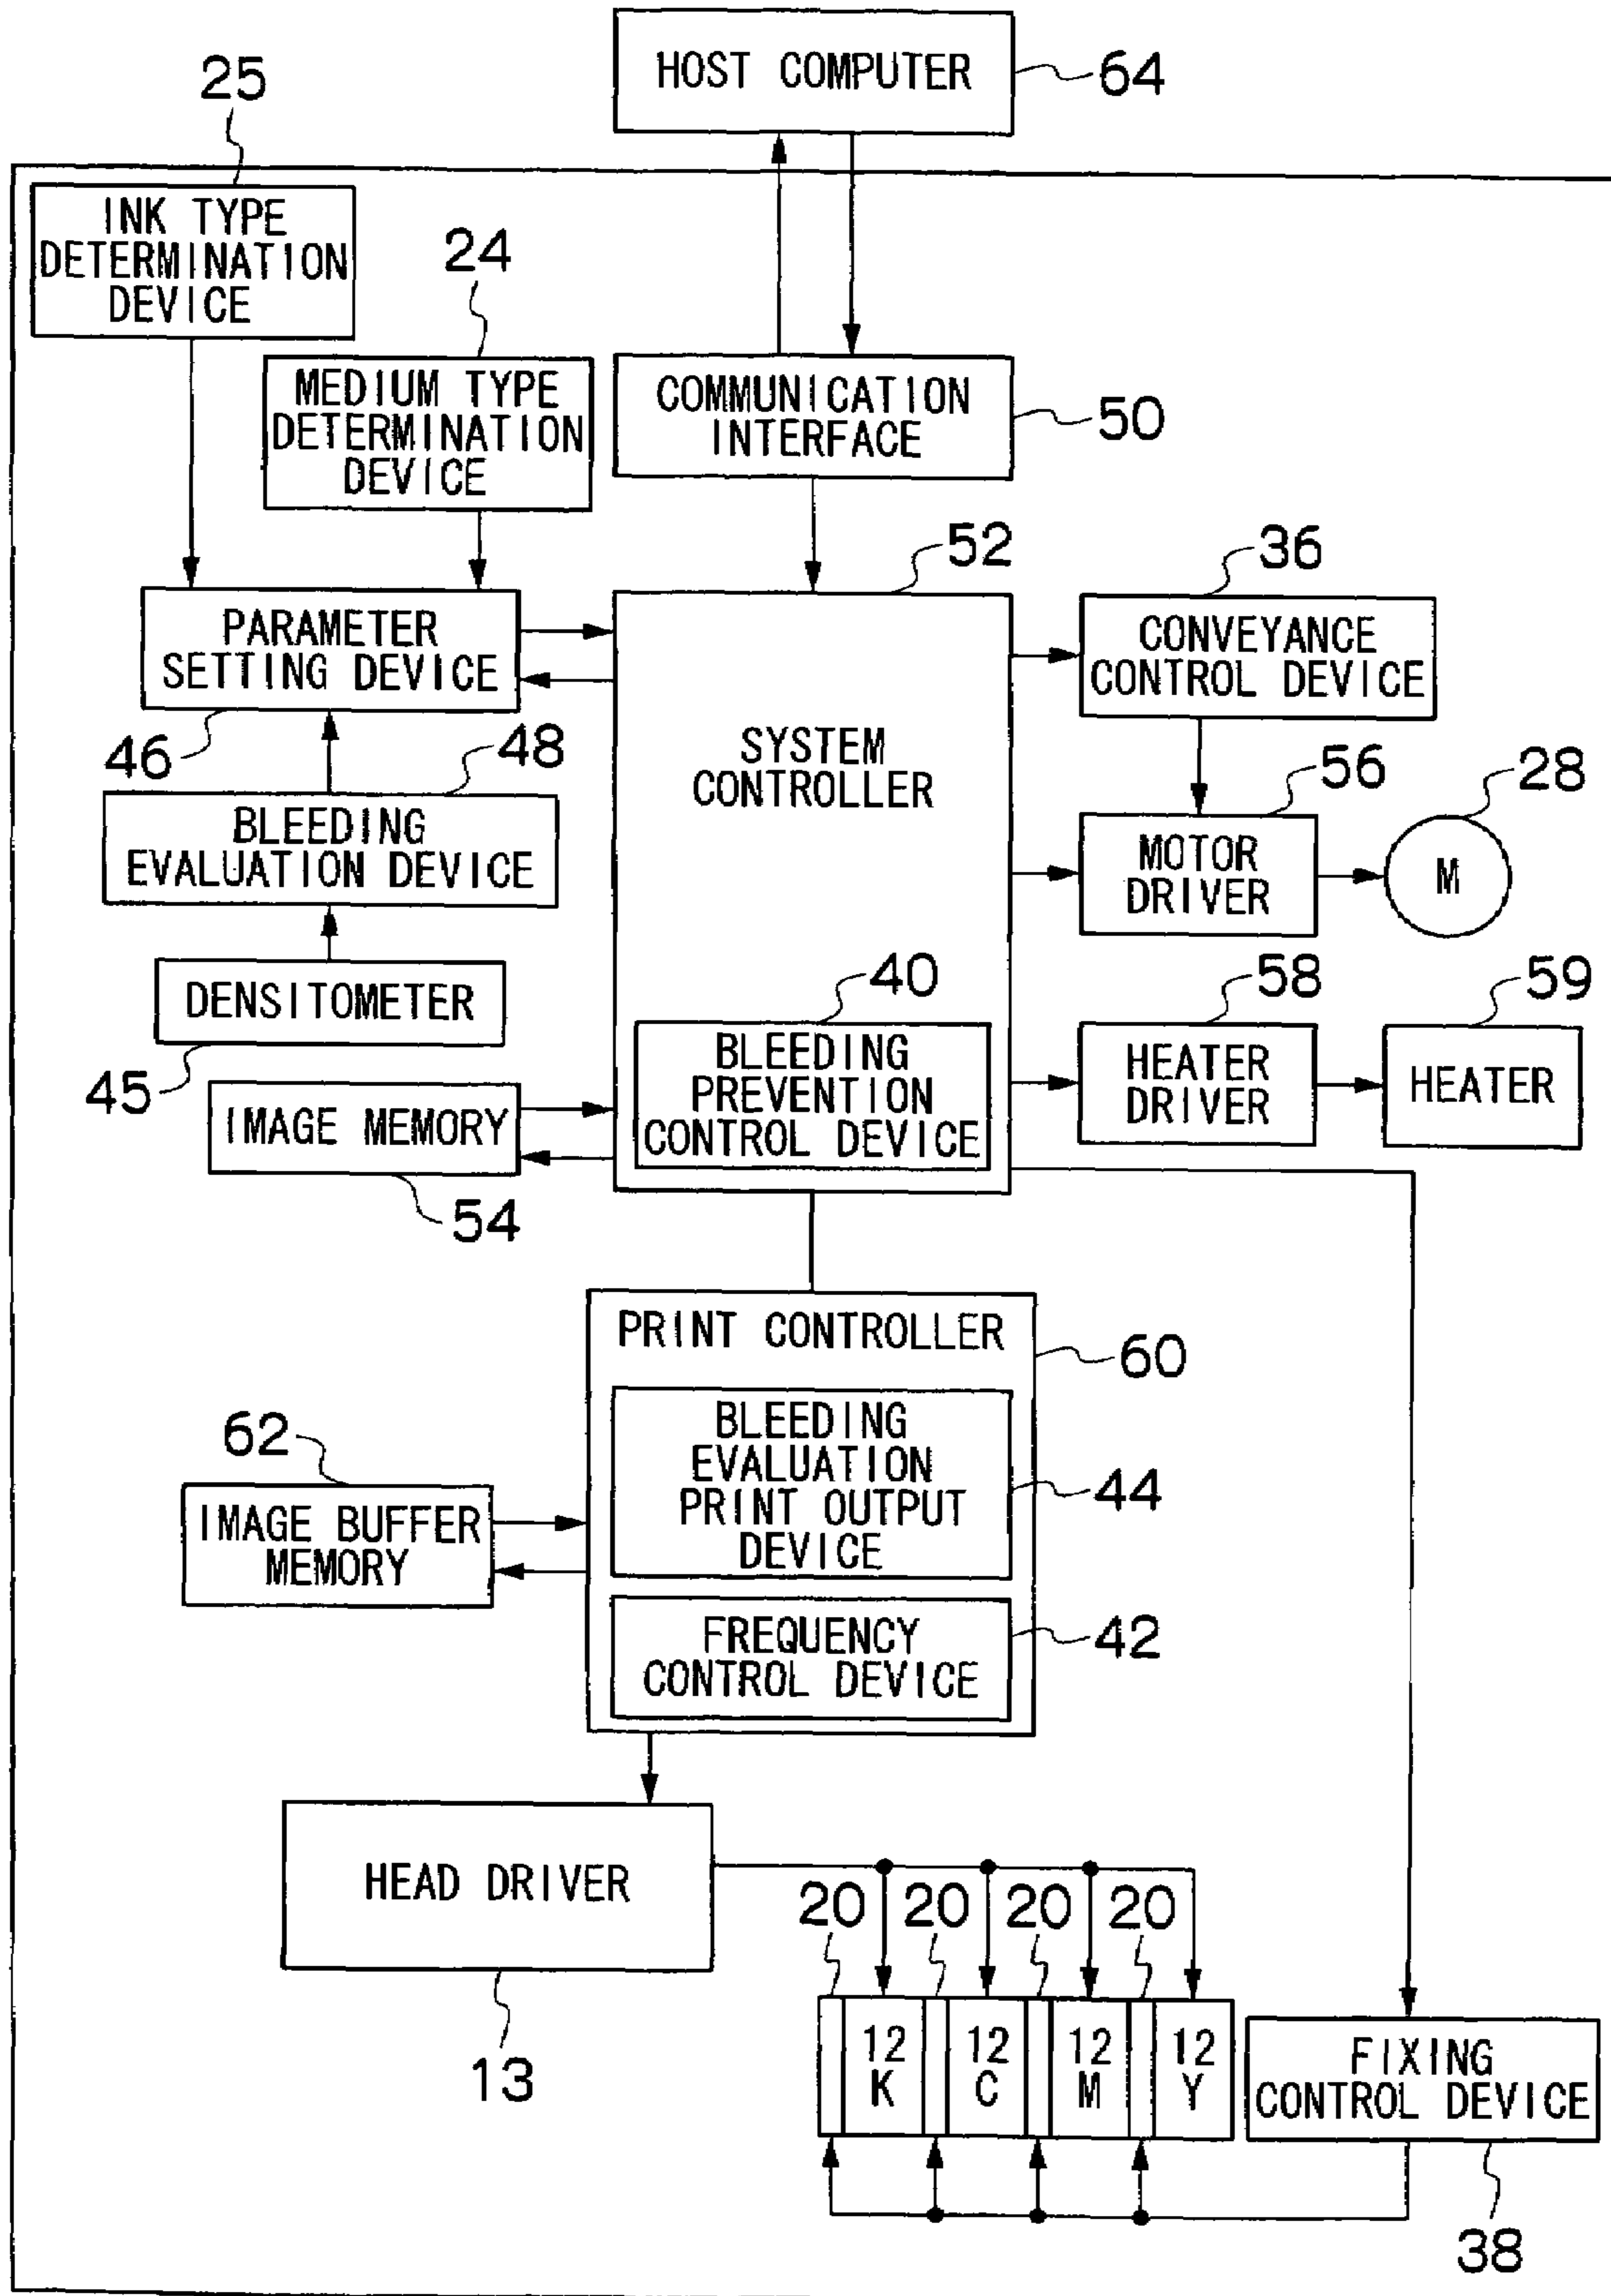 HOST COMPUTER
64
25
INK TYPE
DETERMINATION
DEVICE
24
MEDIUM TYPE
DETERMINATION
DEVICE
COMMUNICATION
INTERFACE
50
52
36
PARAMETER
SETTING DEVICE
CONVEYANCE
CONTROL DEVICE
46
48
SYSTEM
CONTROLLER
56
28
BLEEDING
EVALUATION DEVICE
MOTOR
DRIVER
M
DENSITOMETER
45
40
58
59
BLEEDING
PREVENTION
CONTROL DEVICE
HEATER
DRIVER
HEATER
IMAGE MEMORY
54
PRINT CONTROLLER
60
BLEEDING
EVALUATION
PRINT OUTPUT
DEVICE
44
62
IMAGE BUFFER
MEMORY
FREQUENCY
CONTROL DEVICE
42
HEAD DRIVER
13
20 20 20 20
12
K
12
C
12
M
12
Y
FIXING
CONTROL DEVICE
38